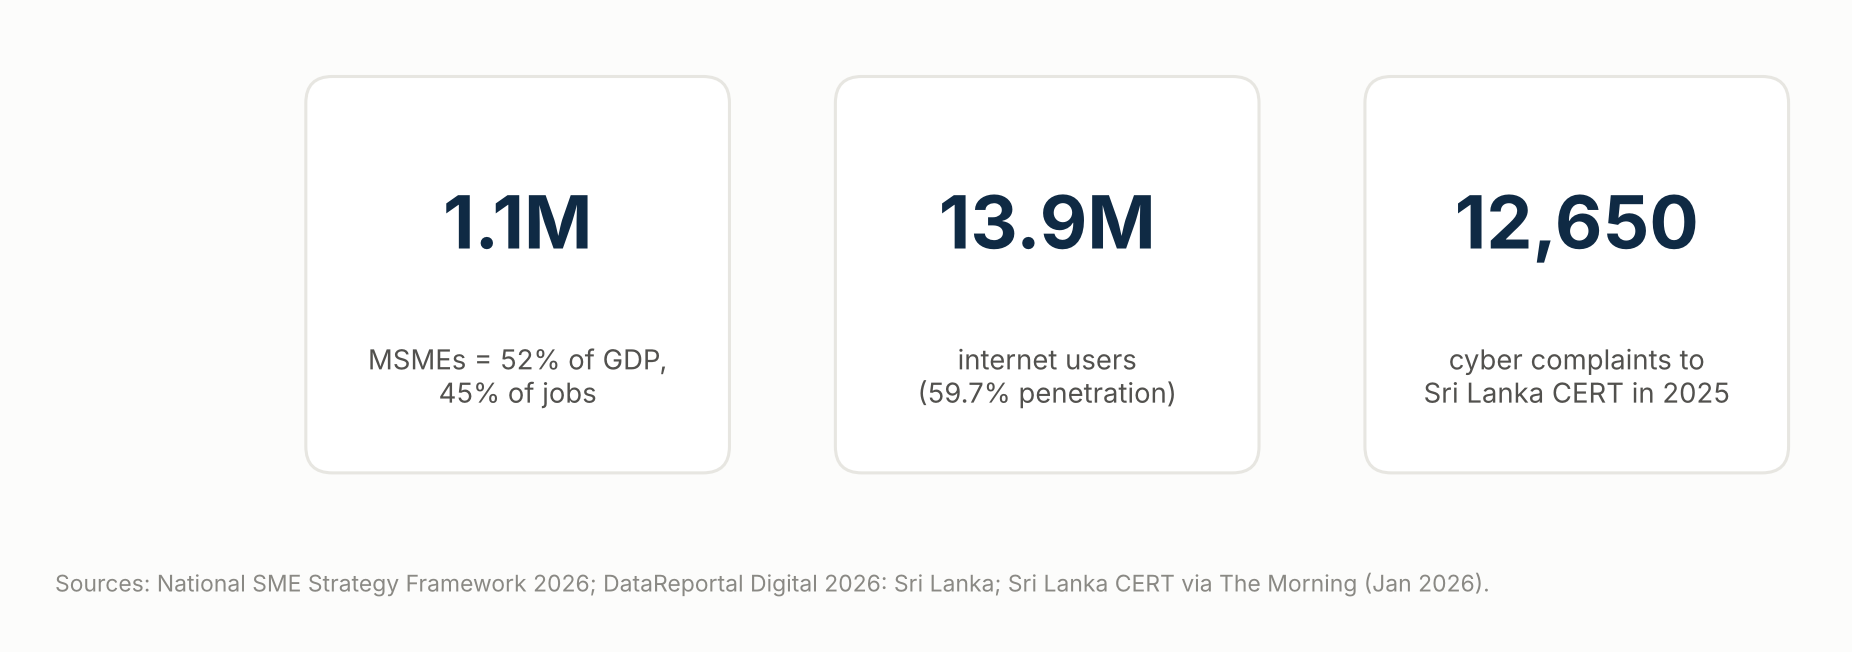 1.1M
MSMEs = 52% of GDP,
45% of jobs
13.9M
internet users
(59.7% penetration)
12,650
cyber complaints to
Sri Lanka CERT in 2025
Sources: National SME Strategy Framework 2026; DataReportal Digital 2026: Sri Lanka; Sri Lanka CERT via The Morning (Jan 2026).